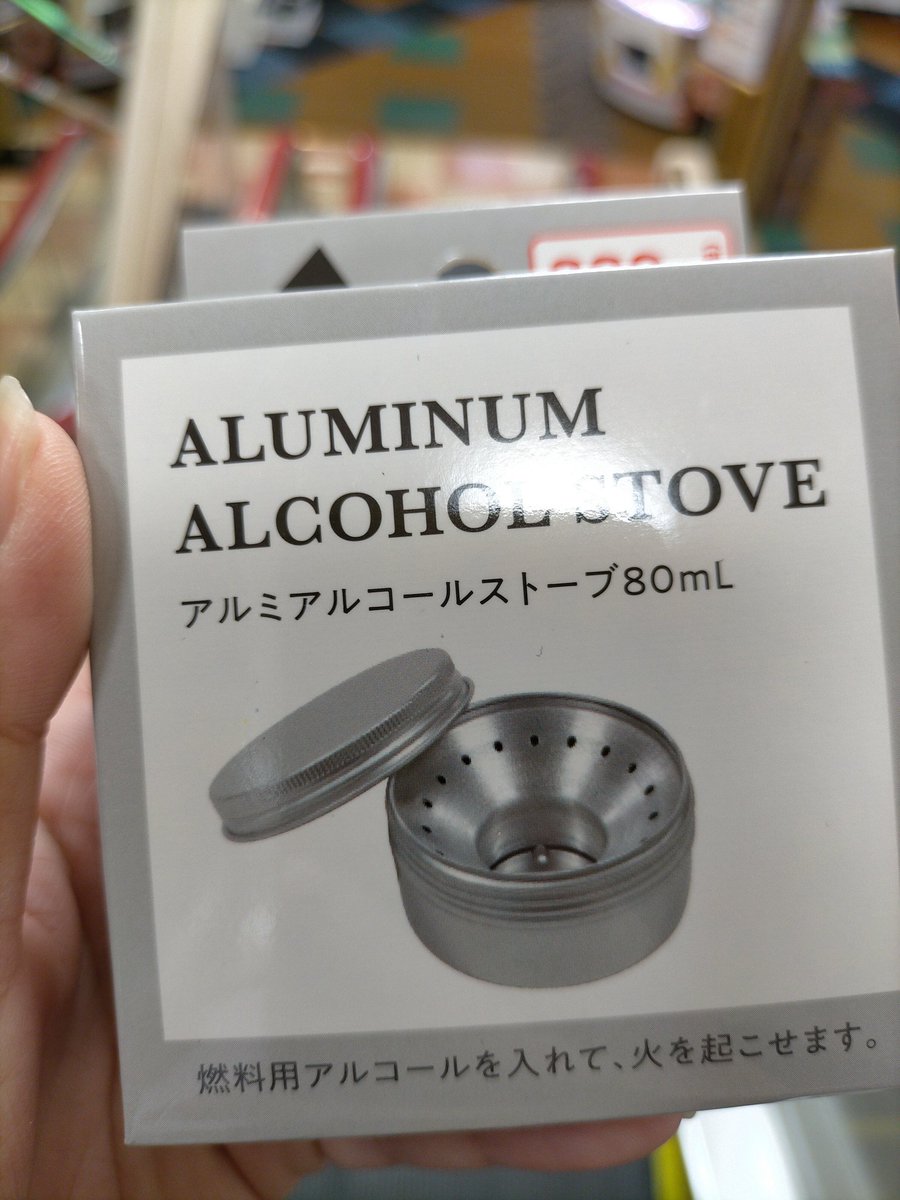 ALUMINUM
ALCOHOL STOVE
アルミアルコールストーブ80mL
燃料用アルコールを入れて、火を起こせます。